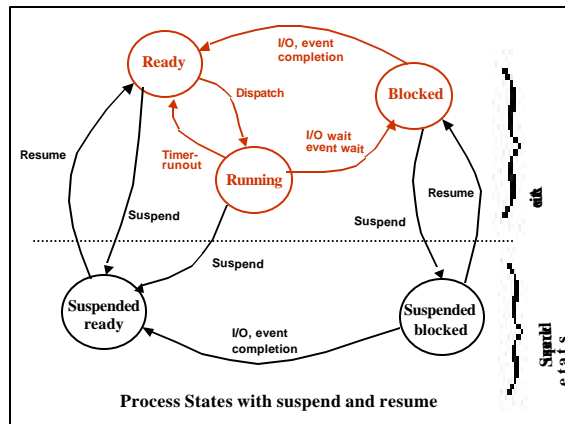 I/O, event
completion
Ready
Dispatch
Blocked
Timer-
runout
I/O wait
event wait
Running
Resume
Suspend
Suspend
Suspend
Resume
Suspended
ready
Suspended
blocked
I/O, event
completion
Process States with suspend and resume